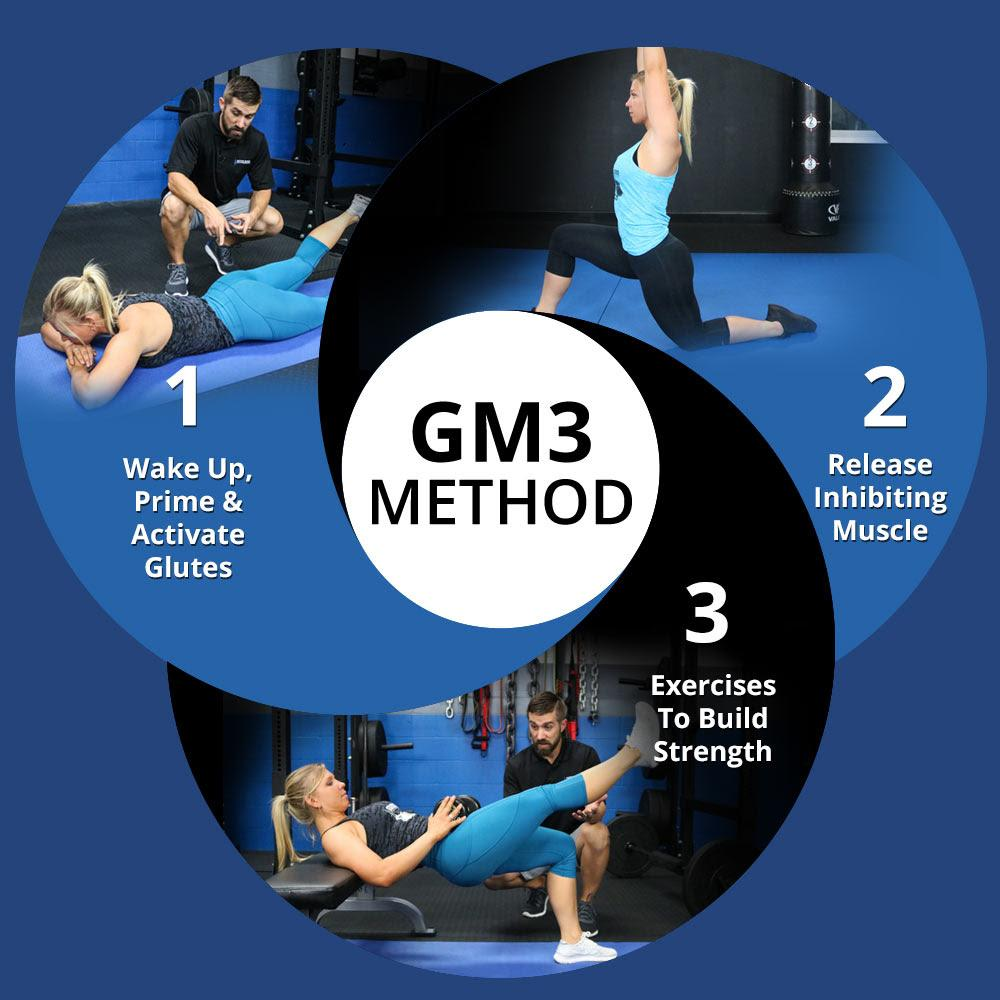 1
Wake Up,
Prime &
Activate
Glutes
GM3
METHOD
2
Release
Inhibiting
Muscle
3
Exercises
To Build
Strength